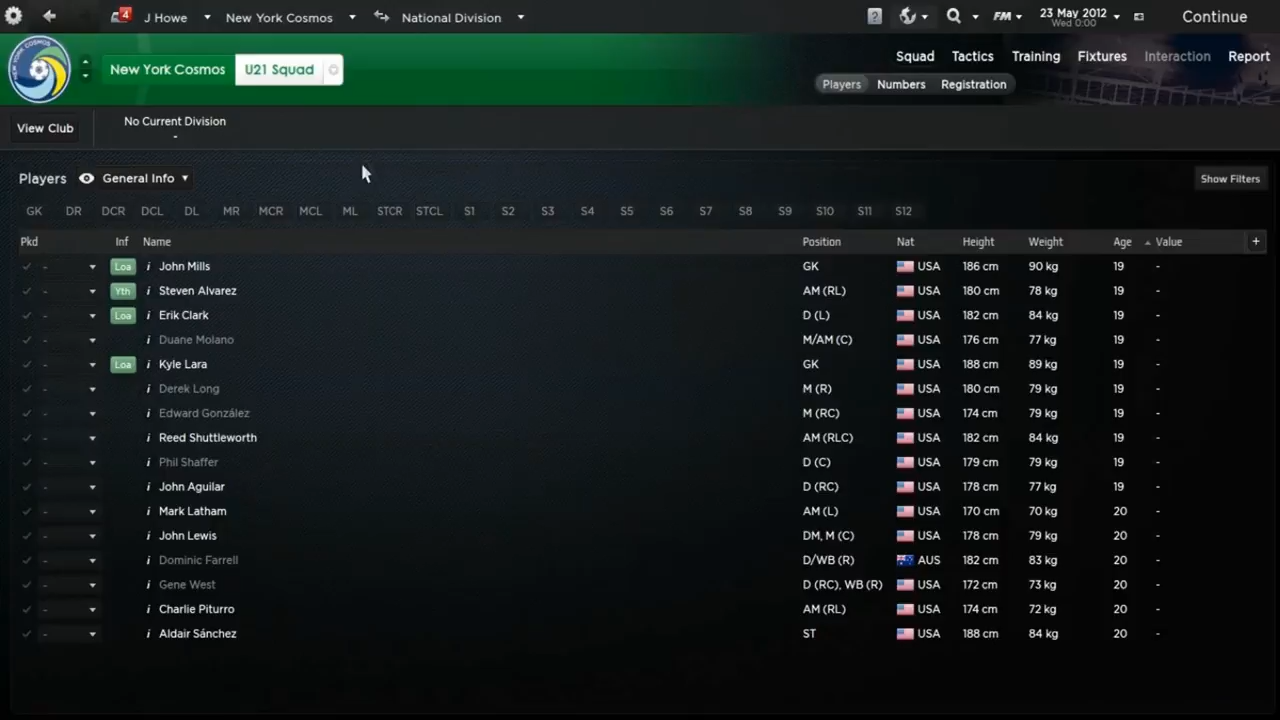 4 J Howe New York Cosmos National Division ? FM 23 May 2012 Continue
Wed 0:00
New York Cosmos U21 Squad Squad Tactics Training Fixtures Interaction Report
Players Numbers Registration
View Club No Current Division
-
Players General Info Show Filters
GK DR DCR DCL DL MR MCR MCL ML STCR STCL S1 S2 S3 S4 S5 S6 S7 S8 S9 S10 S11 S12
Pkd Inf Name Position Nat Height Weight Age Value +
- Loa i John Mills GK USA 186 cm 90 kg 19 -
- Yth i Steven Alvarez AM (RL) USA 180 cm 78 kg 19 -
- Loa i Erik Clark D (L) USA 182 cm 84 kg 19 -
- i Duane Molano M/AM (C) USA 176 cm 77 kg 19 -
- Loa i Kyle Lara GK USA 188 cm 89 kg 19 -
- i Derek Long M (R) USA 180 cm 79 kg 19 -
- i Edward González M (RC) USA 174 cm 79 kg 19 -
- i Reed Shuttleworth AM (RLC) USA 182 cm 84 kg 19 -
- i Phil Shaffer D (C) USA 179 cm 79 kg 19 -
- i John Aguilar D (RC) USA 178 cm 77 kg 19 -
- i Mark Latham AM (L) USA 170 cm 70 kg 20 -
- i John Lewis DM, M (C) USA 178 cm 79 kg 20 -
- i Dominic Farrell D/WB (R) AUS 182 cm 83 kg 20 -
- i Gene West D (RC), WB (R) USA 172 cm 73 kg 20 -
- i Charlie Piturro AM (RL) USA 174 cm 72 kg 20 -
- i Aldair Sánchez ST USA 188 cm 84 kg 20 -